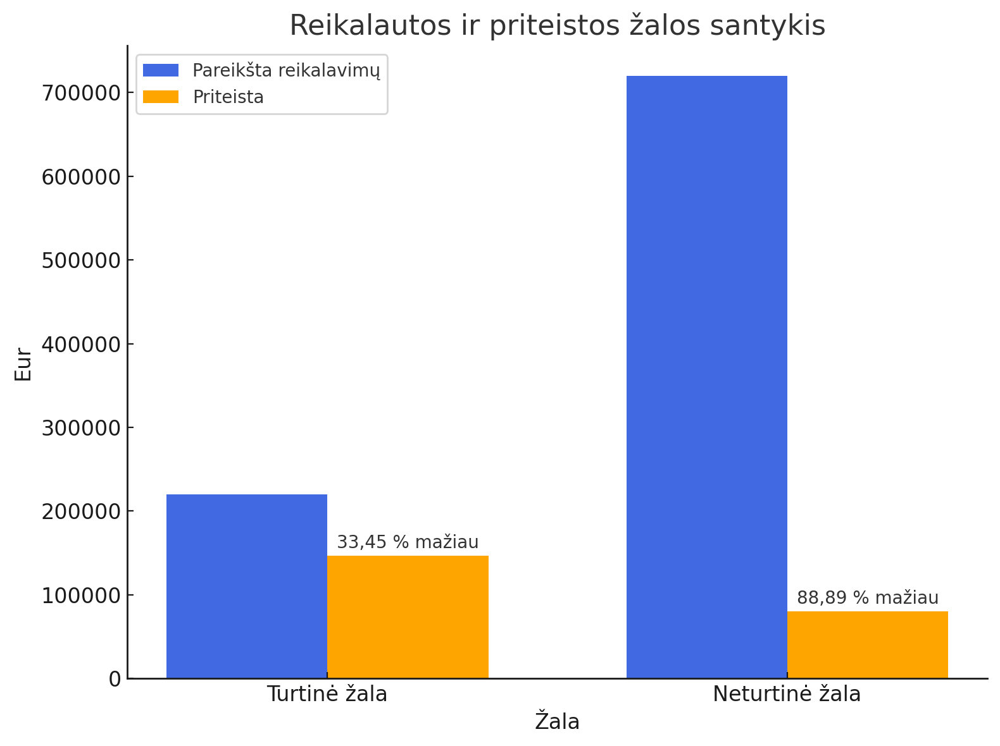 Reikalautos ir priteistos žalos santykis
Pareikšta reikalavimų
Priteista
700000
600000
500000
400000
300000
200000
100000
0
Eur
33,45 % mažiau
88,89 % mažiau
Turtinė žala
Neturtinė žala
Žala